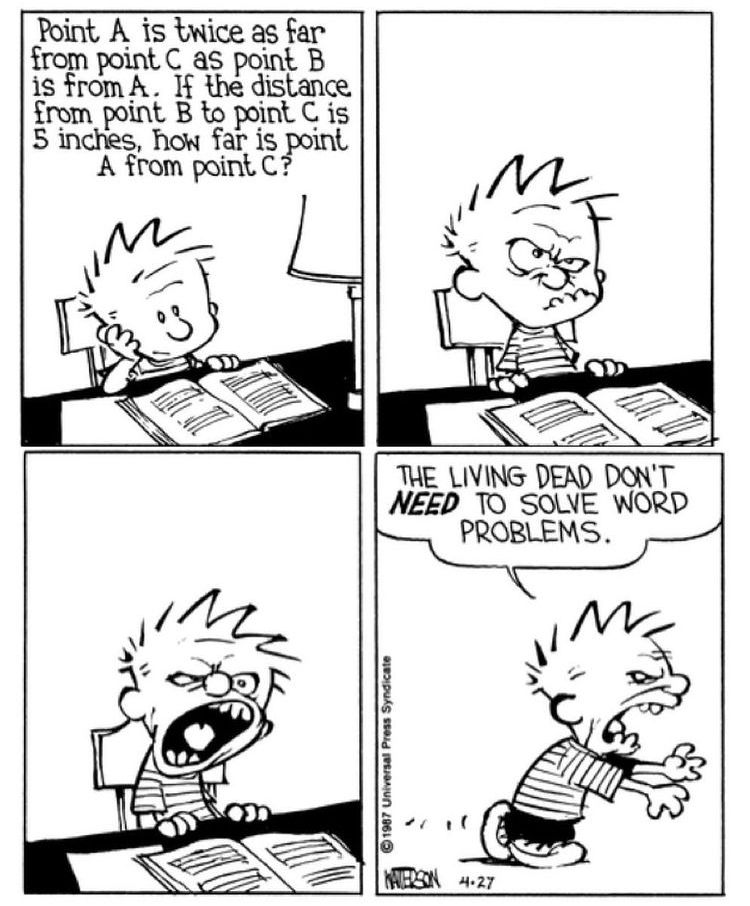 Point A is twice as far
from point C as point B
is from A. If the distance
from point B to point C is
5 inches, how far is point
A from point C?
THE LIVING DEAD DON'T
NEED TO SOLVE WORD
PROBLEMS.
©1987 Universal Press Syndicate
WATTERSON 4·27